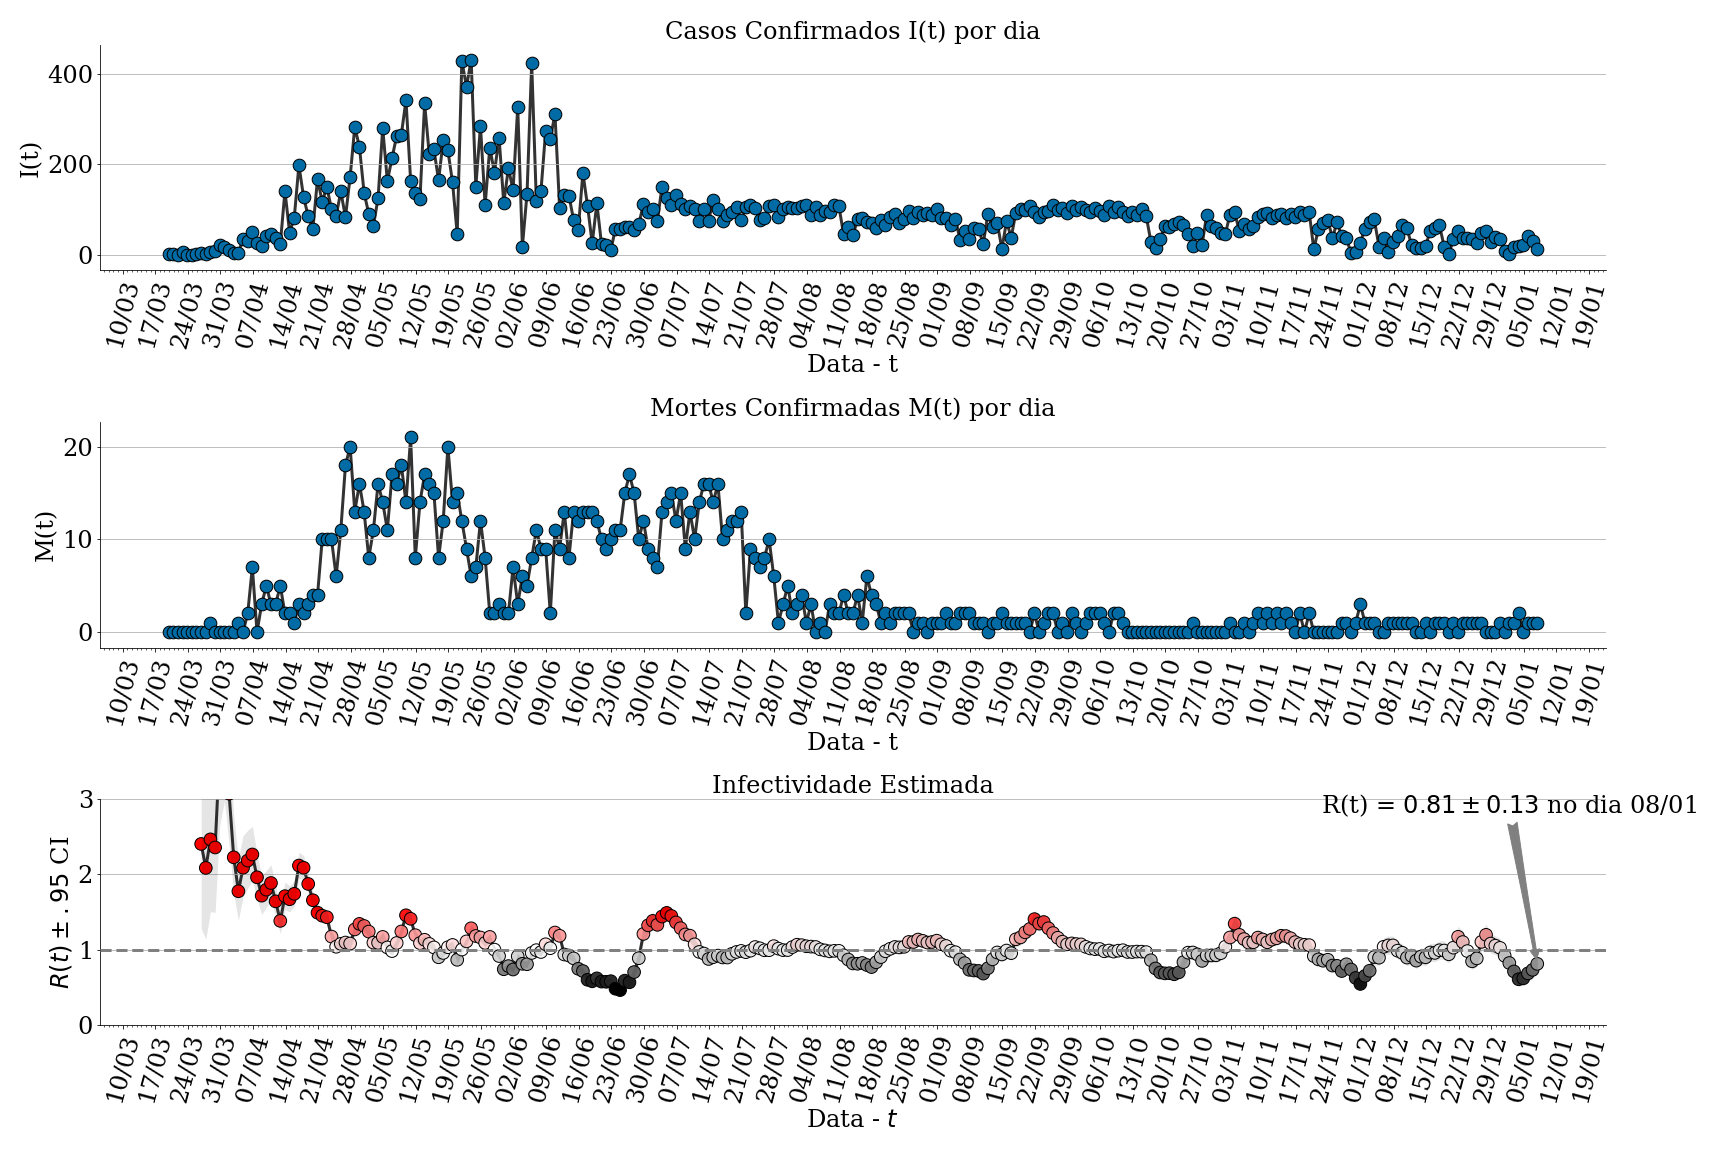 Casos Confirmados I(t) por dia
400
200
0
I(t)
10/03 17/03 24/03 31/03 07/04 14/04 21/04 28/04 05/05 12/05 19/05 26/05 02/06 09/06 16/06 23/06 30/06 07/07 14/07 21/07 28/07 04/08 11/08 18/08 25/08 01/09 08/09 15/09 22/09 29/09 06/10 13/10 20/10 27/10 03/11 10/11 17/11 24/11 01/12 08/12 15/12 22/12 29/12 05/01 12/01 19/01
Data - t
Mortes Confirmadas M(t) por dia
20
10
0
M(t)
10/03 17/03 24/03 31/03 07/04 14/04 21/04 28/04 05/05 12/05 19/05 26/05 02/06 09/06 16/06 23/06 30/06 07/07 14/07 21/07 28/07 04/08 11/08 18/08 25/08 01/09 08/09 15/09 22/09 29/09 06/10 13/10 20/10 27/10 03/11 10/11 17/11 24/11 01/12 08/12 15/12 22/12 29/12 05/01 12/01 19/01
Data - t
Infectividade Estimada
R(t) = 0.81 ± 0.13 no dia 08/01
3
2
1
0
R(t) ± .95 CI
10/03 17/03 24/03 31/03 07/04 14/04 21/04 28/04 05/05 12/05 19/05 26/05 02/06 09/06 16/06 23/06 30/06 07/07 14/07 21/07 28/07 04/08 11/08 18/08 25/08 01/09 08/09 15/09 22/09 29/09 06/10 13/10 20/10 27/10 03/11 10/11 17/11 24/11 01/12 08/12 15/12 22/12 29/12 05/01 12/01 19/01
Data - t